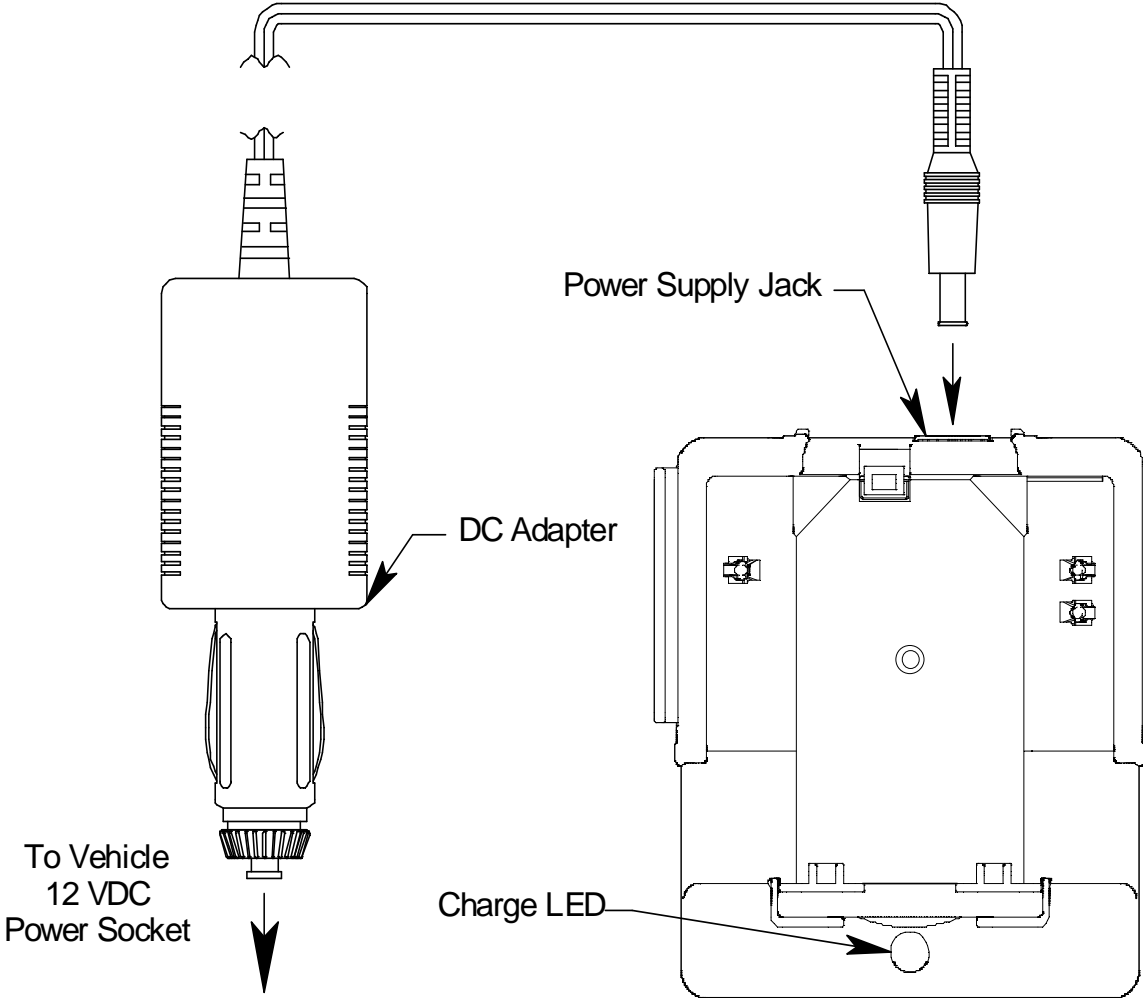 Power Supply Jack
DC Adapter
To Vehicle
12 VDC
Power Socket
Charge LED